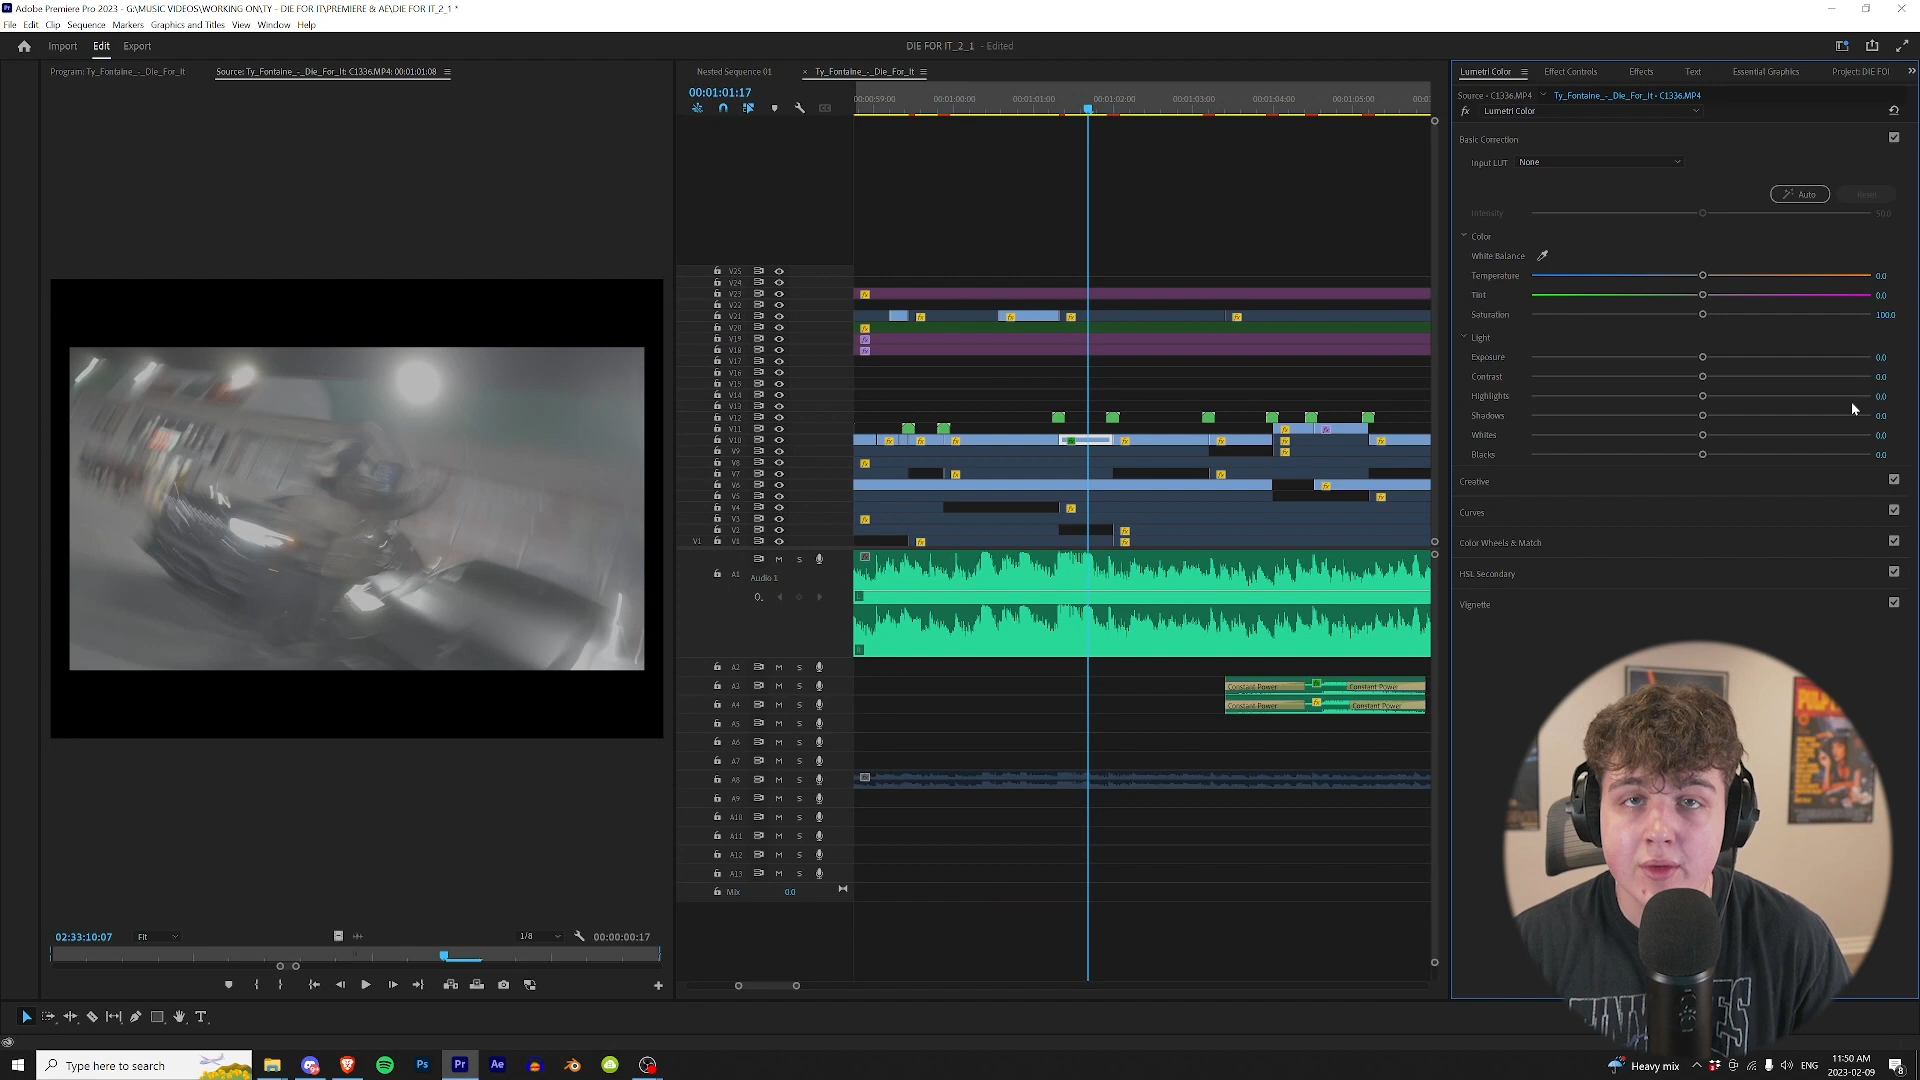 Adobe Premiere Pro 2023 - G:\MUSIC VIDEOS\WORKING ON\TY - DIE FOR IT\PREMIERE & AE\DIE FOR IT_2_1 *
File Edit Clip Sequence Markers Graphics and Titles View Window Help
Import Edit Export
DIE FOR IT_2_1 - Edited
Program: Ty_Fontaine_-_Die_For_It
Source: Ty_Fontaine_-_Die_For_It: C1336.MP4: 00:01:01:08
Nested Sequence 01
× Ty_Fontaine_-_Die_For_It
Lumetri Color Effect Controls Effects Text Essential Graphics Project: DIE FOI
00:01:01:17
00:00:59:00 00:01:00:00 00:01:01:00 00:01:02:00 00:01:03:00 00:01:04:00 00:01:05:00
Source • C1336.MP4 Ty_Fontaine_-_Die_For_It • C1336.MP4
fx Lumetri Color
Basic Correction
Input LUT None
Auto Reset
Intensity 50.0
Color
White Balance
Temperature 0.0
Tint 0.0
Saturation 100.0
Light
Exposure 0.0
Contrast 0.0
Highlights 0.0
Shadows 0.0
Whites 0.0
Blacks 0.0
Creative
Curves
Color Wheels & Match
HSL Secondary
Vignette
V25
V24
V23
V22
V21
V20
V19
V18
V17
V16
V15
V14
V13
V12
V11
V10
V9
V8
V7
V6
V5
V4
V3
V2
V1 V1
M S
A1 Audio 1
A2 M S
A3 M S
Constant Power Constant Power
A4 M S
Constant Power Constant Power
A5 M S
A6 M S
A7 M S
A8 M S
A9 M S
A10 M S
A11 M S
A12 M S
A13 M S
Mix 0.0
02:33:10:07 Fit 1/8 00:00:00:17
Type here to search
Ps Pr Ae
Heavy mix ENG
11:50 AM
2023-02-09
8